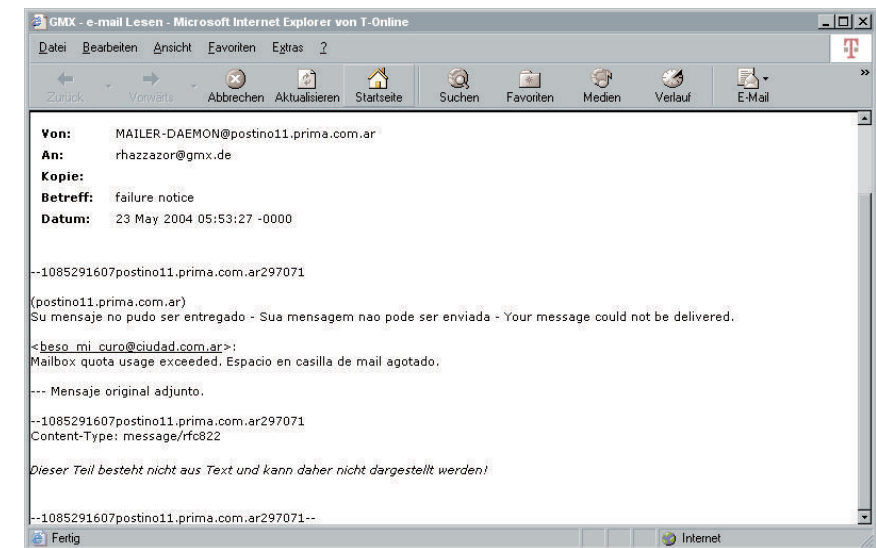 GMX - e-mail Lesen - Microsoft Internet Explorer von T-Online
Datei Bearbeiten Ansicht Favoriten Extras ?
T
Zurück Vorwärts Abbrechen Aktualisieren Startseite Suchen Favoriten Medien Verlauf E-Mail »
Von: MAILER-DAEMON@postino11.prima.com.ar
An: rhazzazor@gmx.de
Kopie:
Betreff: failure notice
Datum: 23 May 2004 05:53:27 -0000
--1085291607postino11.prima.com.ar297071
(postino11.prima.com.ar)
Su mensaje no pudo ser entregado - Sua mensagem nao pode ser enviada - Your message could not be delivered.
<beso_mi_curo@ciudad.com.ar>:
Mailbox quota usage exceeded. Espacio en casilla de mail agotado.
--- Mensaje original adjunto.
--1085291607postino11.prima.com.ar297071
Content-Type: message/rfc822
Dieser Teil besteht nicht aus Text und kann daher nicht dargestellt werden!
--1085291607postino11.prima.com.ar297071--
Fertig Internet